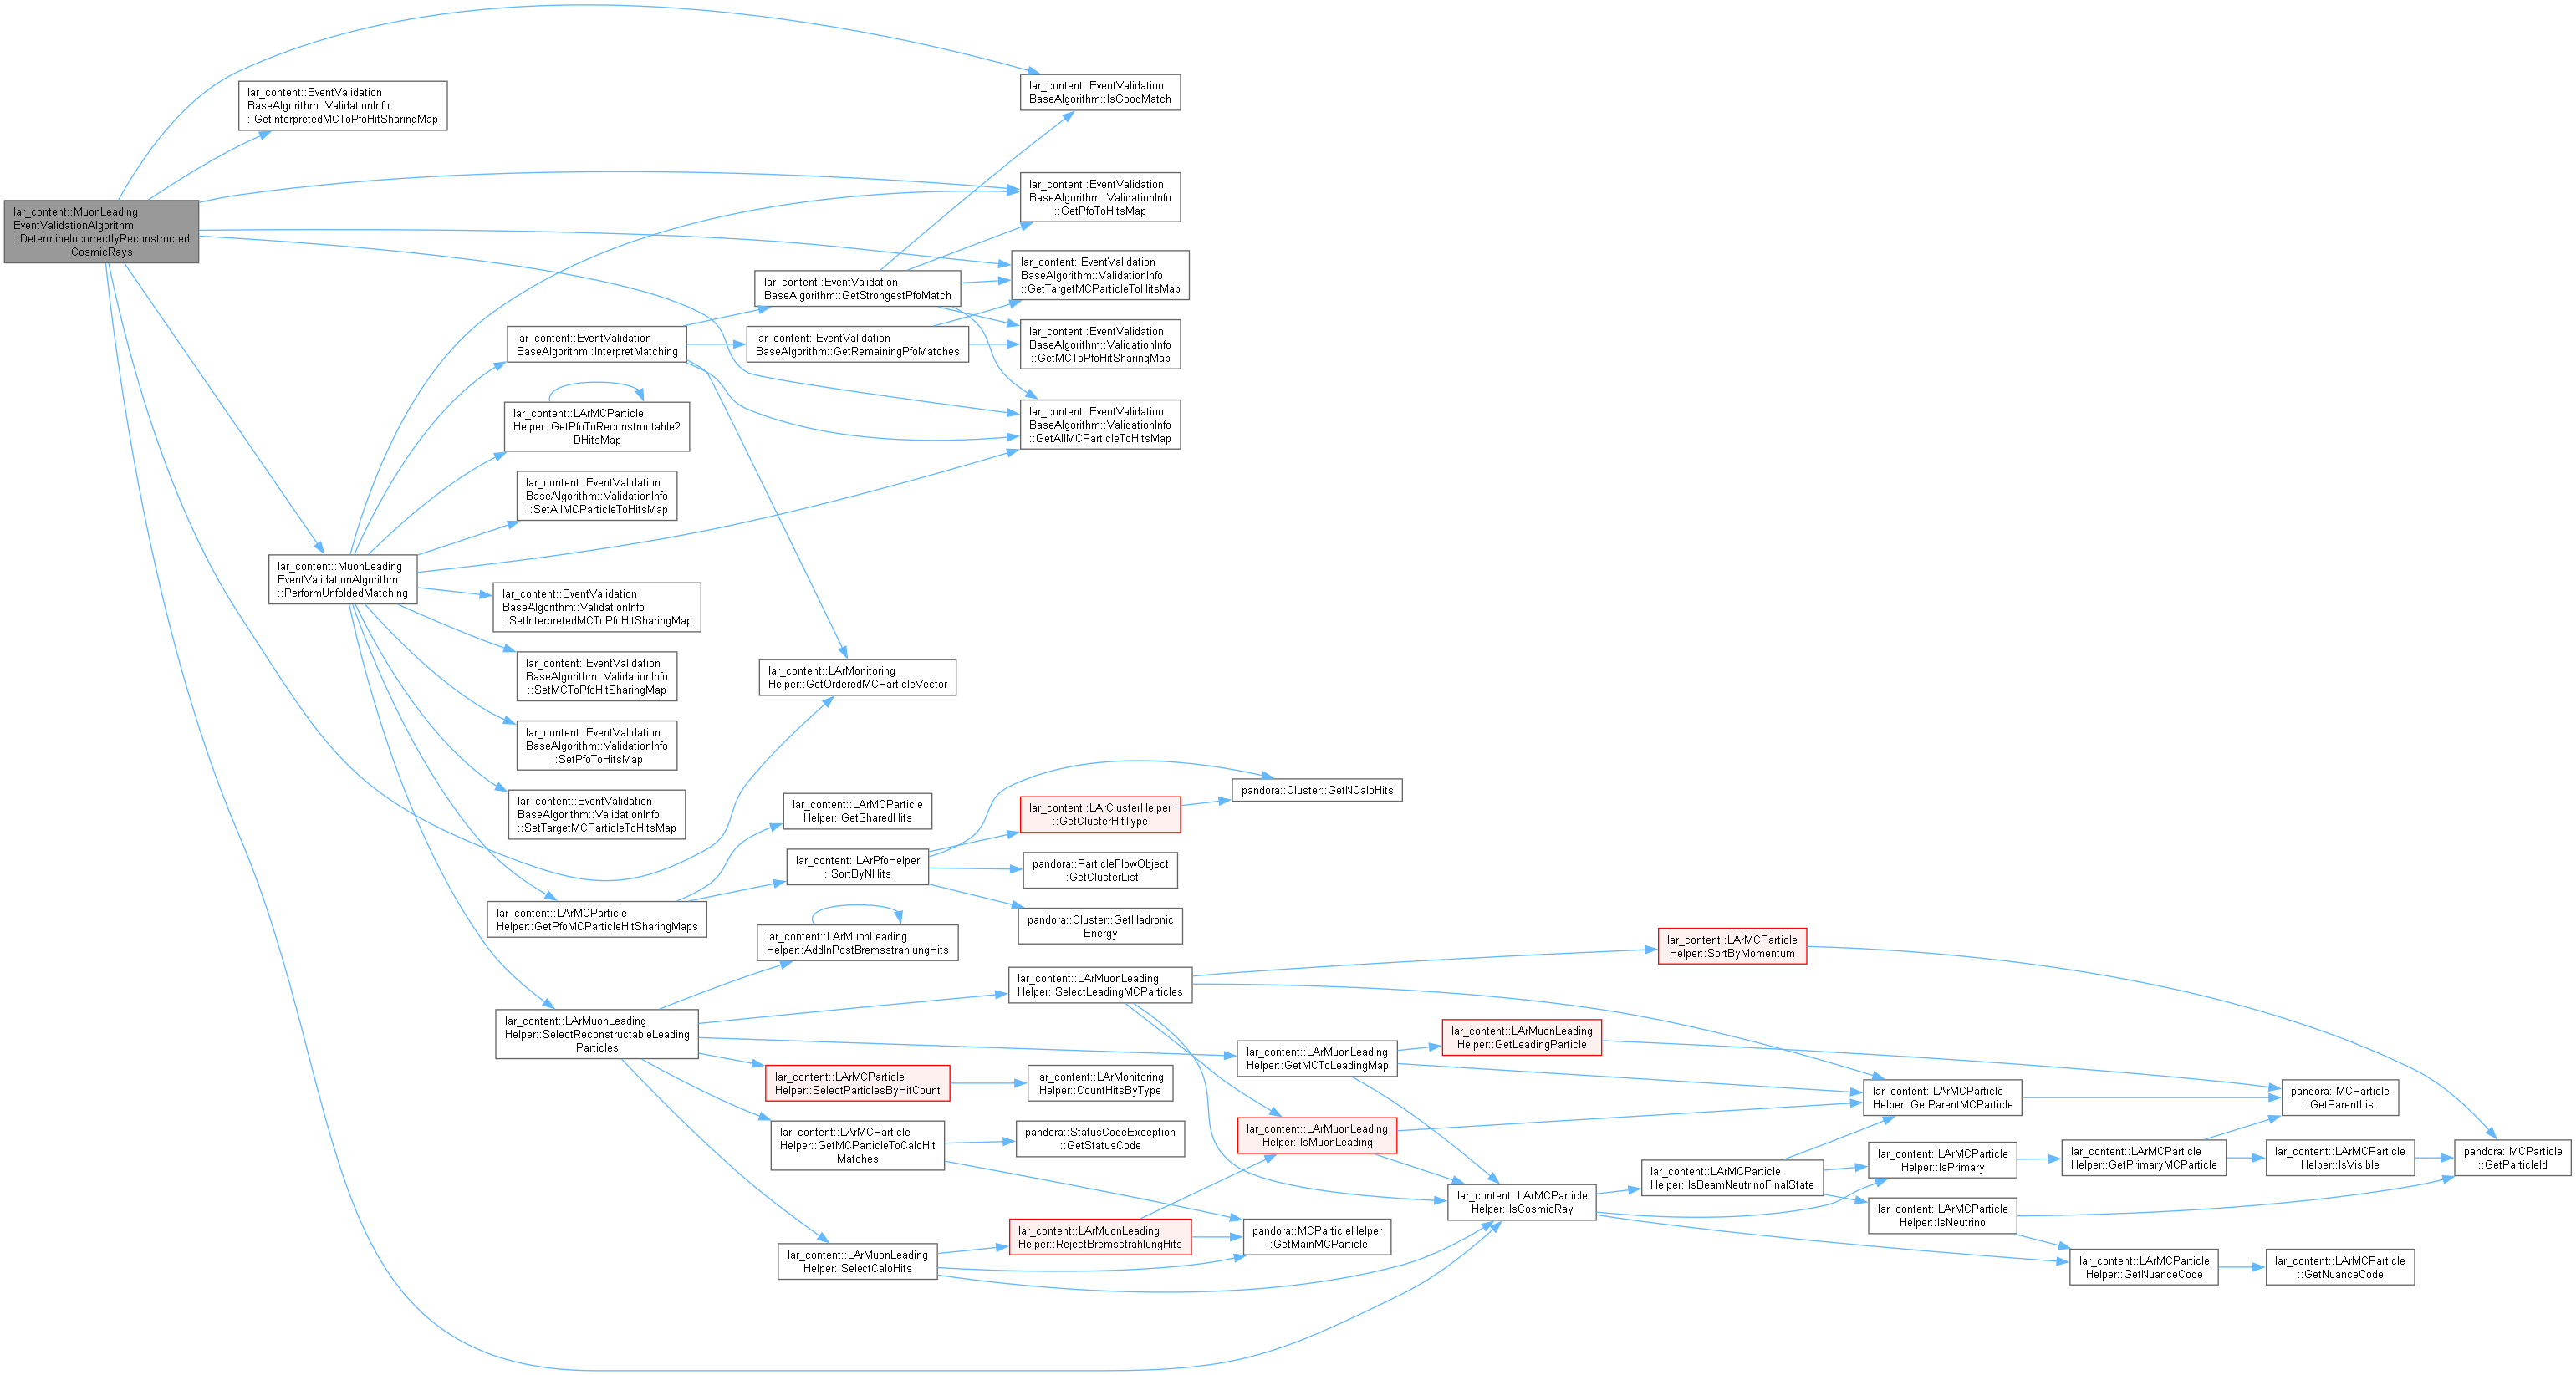 lar_content::MuonLeading
EventValidationAlgorithm
::DetermineIncorrectlyReconstructed
CosmicRays
lar_content::EventValidation
BaseAlgorithm::ValidationInfo
::GetInterpretedMCToPfoHitSharingMap
lar_content::EventValidation
BaseAlgorithm::IsGoodMatch
lar_content::EventValidation
BaseAlgorithm::ValidationInfo
::GetPfoToHitsMap
lar_content::EventValidation
BaseAlgorithm::ValidationInfo
::GetTargetMCParticleToHitsMap
lar_content::EventValidation
BaseAlgorithm::GetStrongestPfoMatch
lar_content::EventValidation
BaseAlgorithm::InterpretMatching
lar_content::EventValidation
BaseAlgorithm::GetRemainingPfoMatches
lar_content::EventValidation
BaseAlgorithm::ValidationInfo
::GetMCToPfoHitSharingMap
lar_content::LArMCParticle
Helper::GetPfoToReconstructable2
DHitsMap
lar_content::EventValidation
BaseAlgorithm::ValidationInfo
::GetAllMCParticleToHitsMap
lar_content::EventValidation
BaseAlgorithm::ValidationInfo
::SetAllMCParticleToHitsMap
lar_content::MuonLeading
EventValidationAlgorithm
::PerformUnfoldedMatching
lar_content::EventValidation
BaseAlgorithm::ValidationInfo
::SetInterpretedMCToPfoHitSharingMap
lar_content::EventValidation
BaseAlgorithm::ValidationInfo
::SetMCToPfoHitSharingMap
lar_content::LArMonitoring
Helper::GetOrderedMCParticleVector
lar_content::EventValidation
BaseAlgorithm::ValidationInfo
::SetPfoToHitsMap
lar_content::EventValidation
BaseAlgorithm::ValidationInfo
::SetTargetMCParticleToHitsMap
lar_content::LArMCParticle
Helper::GetSharedHits
lar_content::LArClusterHelper
::GetClusterHitType
pandora::Cluster::GetNCaloHits
lar_content::LArPfoHelper
::SortByNHits
pandora::ParticleFlowObject
::GetClusterList
lar_content::LArMCParticle
Helper::GetPfoMCParticleHitSharingMaps
pandora::Cluster::GetHadronic
Energy
lar_content::LArMuonLeading
Helper::AddInPostBremsstrahlungHits
lar_content::LArMCParticle
Helper::SortByMomentum
lar_content::LArMuonLeading
Helper::SelectLeadingMCParticles
lar_content::LArMuonLeading
Helper::SelectReconstructableLeading
Particles
lar_content::LArMuonLeading
Helper::GetMCToLeadingMap
lar_content::LArMuonLeading
Helper::GetLeadingParticle
lar_content::LArMCParticle
Helper::SelectParticlesByHitCount
lar_content::LArMonitoring
Helper::CountHitsByType
lar_content::LArMCParticle
Helper::GetParentMCParticle
pandora::MCParticle
::GetParentList
lar_content::LArMCParticle
Helper::GetMCParticleToCaloHit
Matches
pandora::StatusCodeException
::GetStatusCode
lar_content::LArMuonLeading
Helper::IsMuonLeading
lar_content::LArMCParticle
Helper::IsBeamNeutrinoFinalState
lar_content::LArMCParticle
Helper::IsPrimary
lar_content::LArMCParticle
Helper::GetPrimaryMCParticle
lar_content::LArMCParticle
Helper::IsVisible
pandora::MCParticle
::GetParticleId
lar_content::LArMCParticle
Helper::IsCosmicRay
lar_content::LArMCParticle
Helper::IsNeutrino
lar_content::LArMuonLeading
Helper::SelectCaloHits
lar_content::LArMuonLeading
Helper::RejectBremsstrahlungHits
pandora::MCParticleHelper
::GetMainMCParticle
lar_content::LArMCParticle
Helper::GetNuanceCode
lar_content::LArMCParticle
::GetNuanceCode